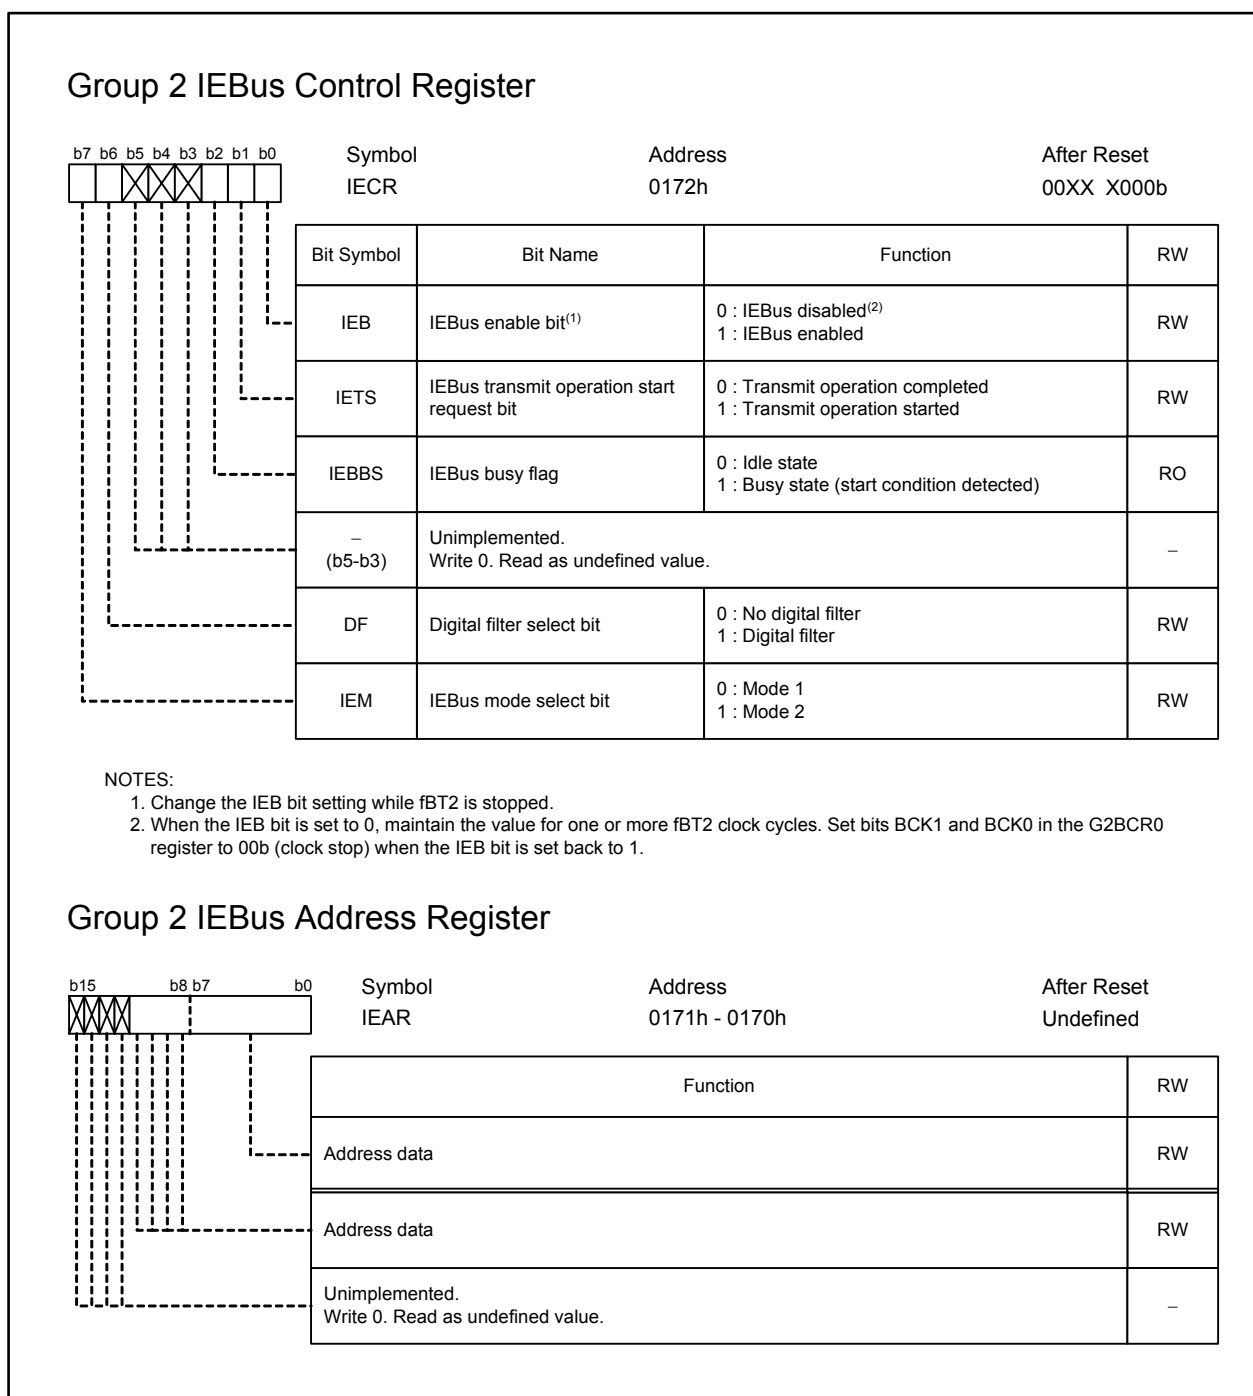 Group 2 IEBus Control Register
b7 b6 b5 b4 b3 b2 b1 b0
Symbol Address After Reset
IECR 0172h 00XX X000b
Bit Symbol Bit Name Function RW
IEB IEBus enable bit(1) 0 : IEBus disabled(2) RW
1 : IEBus enabled
IETS IEBus transmit operation start request bit 0 : Transmit operation completed RW
1 : Transmit operation started
IEBBS IEBus busy flag 0 : Idle state RO
1 : Busy state (start condition detected)
– (b5-b3) Unimplemented. –
Write 0. Read as undefined value.
DF Digital filter select bit 0 : No digital filter RW
1 : Digital filter
IEM IEBus mode select bit 0 : Mode 1 RW
1 : Mode 2
NOTES:
1. Change the IEB bit setting while fBT2 is stopped.
2. When the IEB bit is set to 0, maintain the value for one or more fBT2 clock cycles. Set bits BCK1 and BCK0 in the G2BCR0
register to 00b (clock stop) when the IEB bit is set back to 1.
Group 2 IEBus Address Register
b15 b8 b7 b0
Symbol Address After Reset
IEAR 0171h - 0170h Undefined
Function RW
Address data RW
Address data RW
Unimplemented. –
Write 0. Read as undefined value.